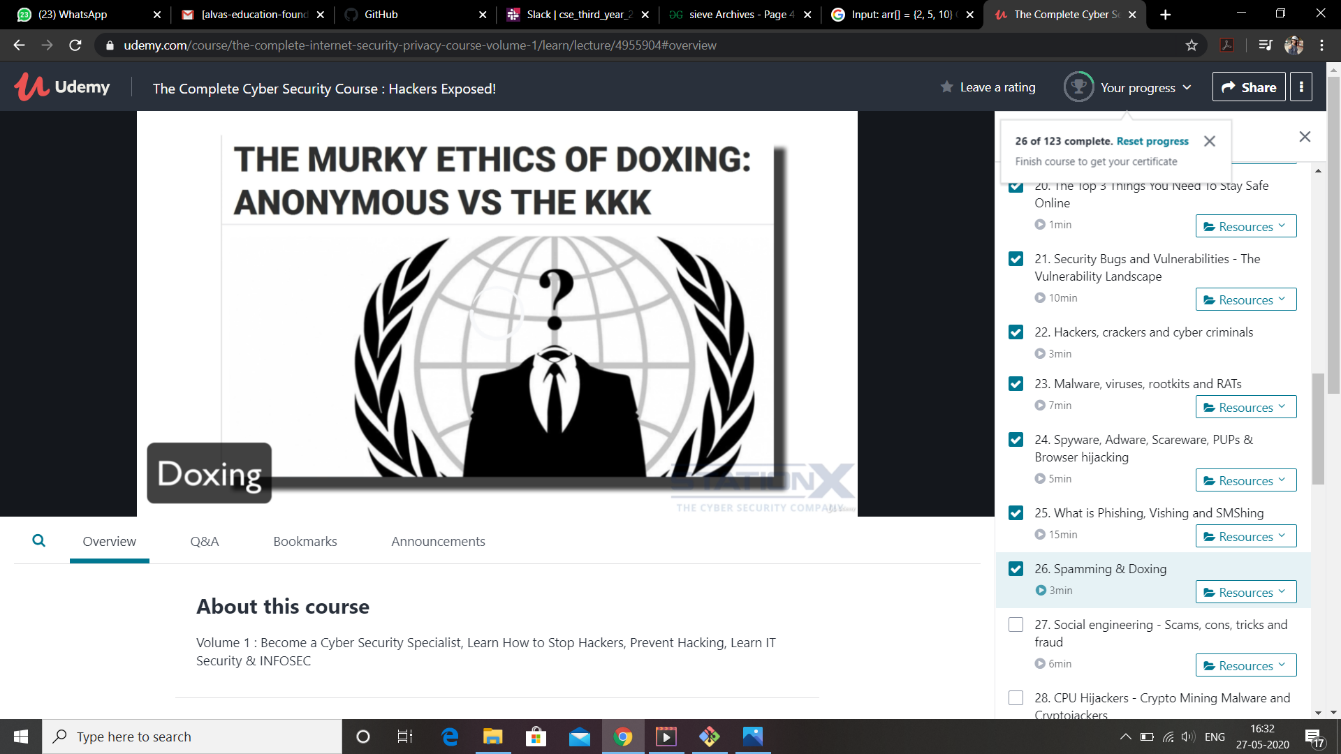 (23) WhatsApp
[alvas-education-found
GitHub
Slack | cse_third_year_2
sieve Archives - Page 4
Input: arr[] = {2, 5, 10}
The Complete Cyber Se
udemy.com/course/the-complete-internet-security-privacy-course-volume-1/learn/lecture/4955904#overview
Udemy
The Complete Cyber Security Course : Hackers Exposed!
Leave a rating
Your progress
Share
26 of 123 complete. Reset progress
Finish course to get your certificate
THE MURKY ETHICS OF DOXING:
ANONYMOUS VS THE KKK
?
Doxing
STATIONX
THE CYBER SECURITY COMPANY
20. The Top 3 Things You Need To Stay Safe
Online
1min
Resources
21. Security Bugs and Vulnerabilities - The
Vulnerability Landscape
10min
Resources
22. Hackers, crackers and cyber criminals
3min
23. Malware, viruses, rootkits and RATs
7min
Resources
24. Spyware, Adware, Scareware, PUPs &
Browser hijacking
5min
Resources
25. What is Phishing, Vishing and SMShing
15min
Resources
26. Spamming & Doxing
3min
Resources
27. Social engineering - Scams, cons, tricks and
fraud
6min
Resources
28. CPU Hijackers - Crypto Mining Malware and
Cryptojackers
Overview
Q&A
Bookmarks
Announcements
About this course
Volume 1 : Become a Cyber Security Specialist, Learn How to Stop Hackers, Prevent Hacking, Learn IT
Security & INFOSEC
Type here to search
ENG
16:32
27-05-2020
17